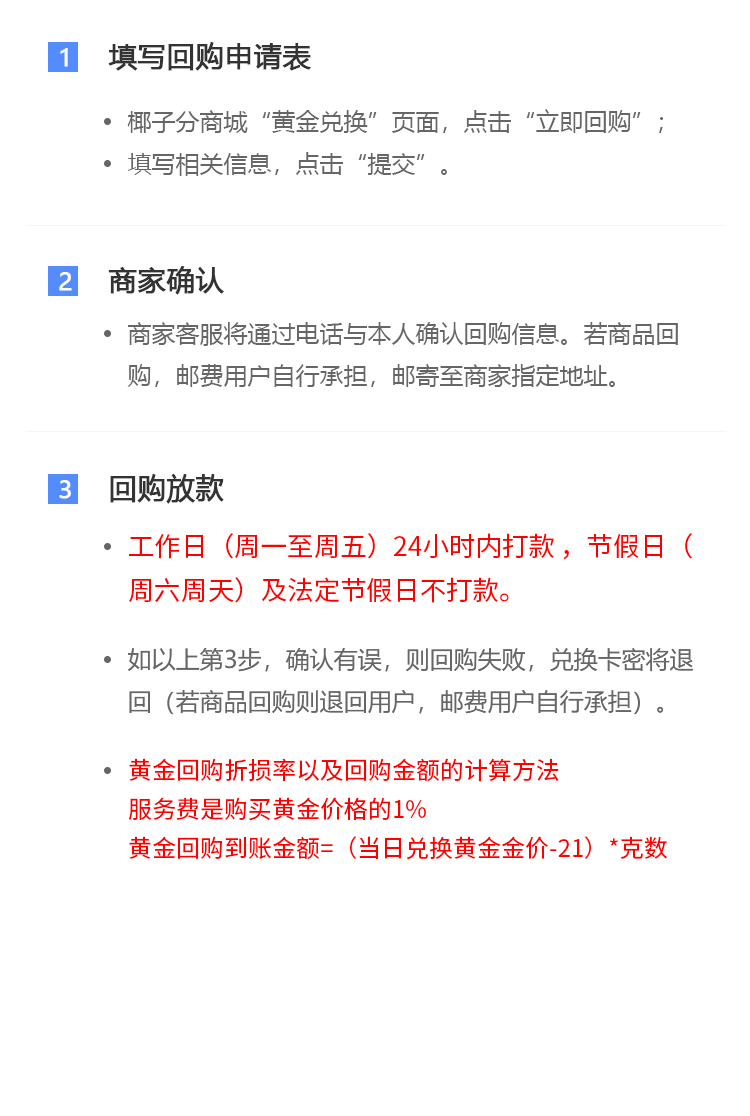 1 填写回购申请表
• 椰子分商城“黄金兑换”页面，点击“立即回购”；
• 填写相关信息，点击“提交”。
2 商家确认
• 商家客服将通过电话与本人确认回购信息。若商品回
购，邮费用户自行承担，邮寄至商家指定地址。
3 回购放款
• 工作日（周一至周五）24小时内打款 ，节假日（
周六周天）及法定节假日不打款。
• 如以上第3步，确认有误，则回购失败，兑换卡密将退
回（若商品回购则退回用户，邮费用户自行承担）。
• 黄金回购折损率以及回购金额的计算方法
服务费是购买黄金价格的1%
黄金回购到账金额=（当日兑换黄金金价-21）*克数